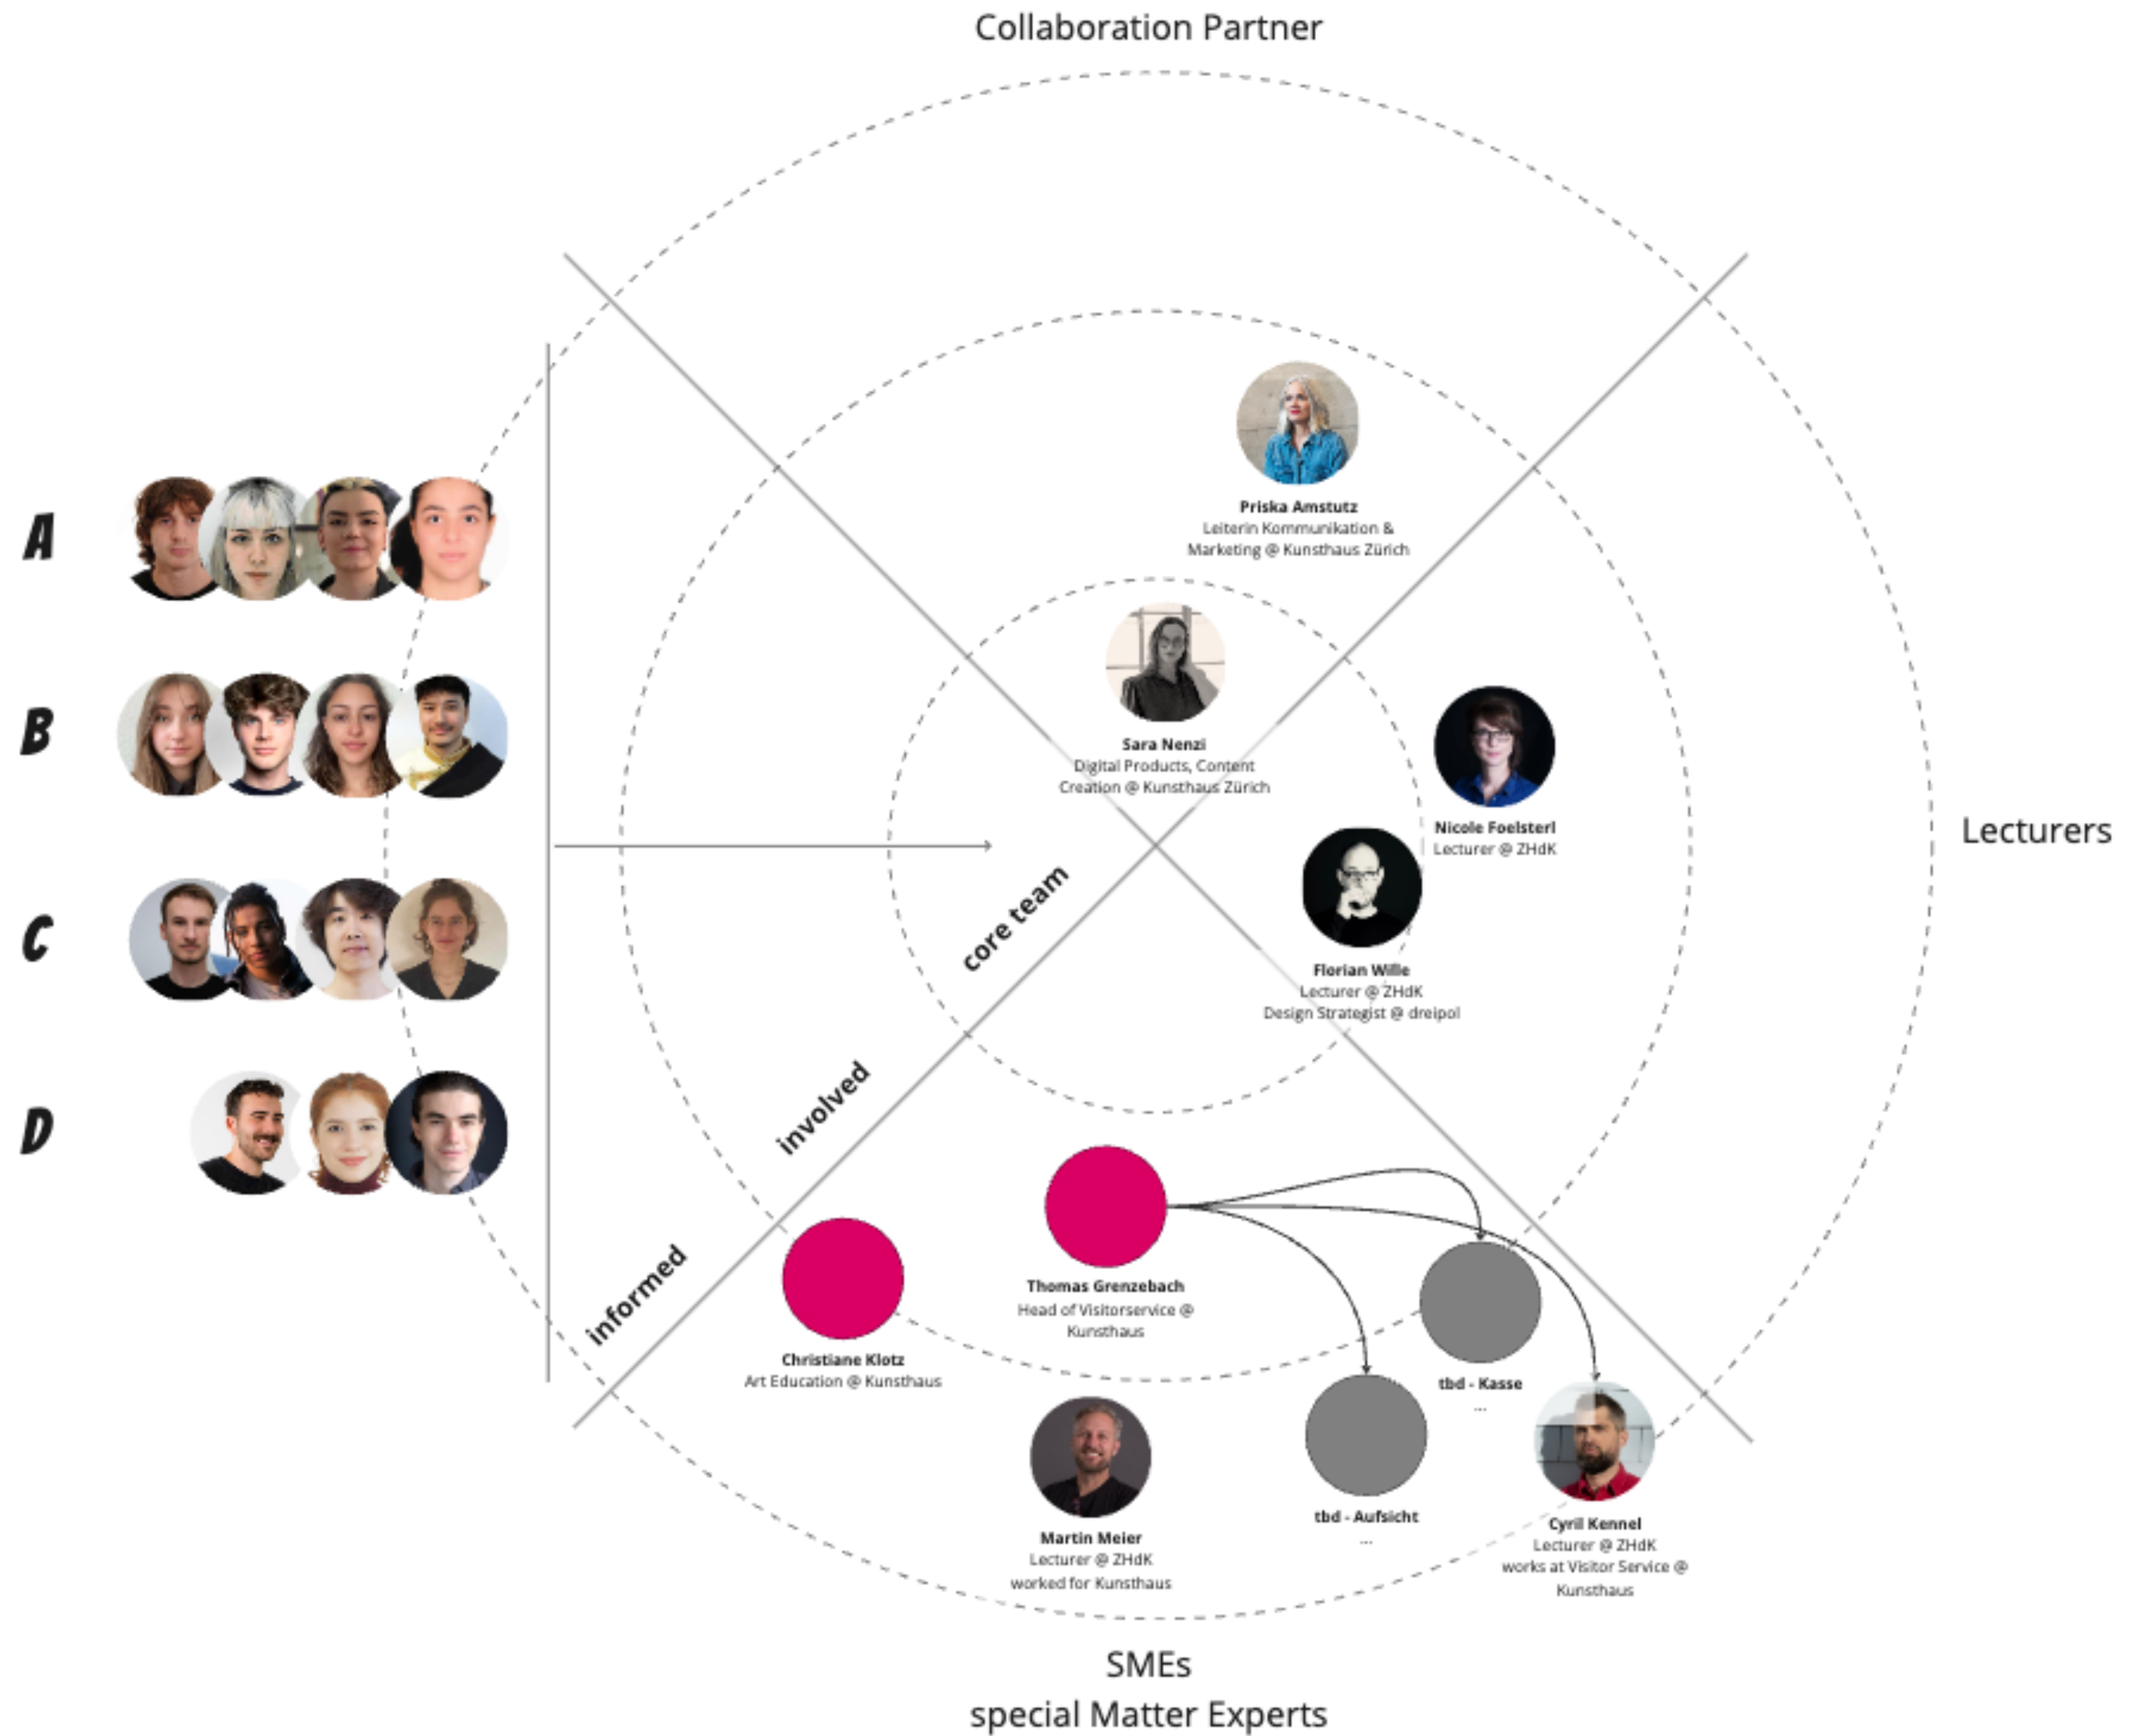 Collaboration Partner
Priska Amstutz
Leiterin Kommunikation &
Marketing @ Kunsthaus Zürich
A
Sara Nenzi
Digital Products, Content
Creation @ Kunsthaus Zürich
B
Nicole Foelsterl
Lecturer @ ZHdK
Lecturers
core team
C
Florian Wille
Lecturer @ ZHdK
Design Strategist @ dreipol
involved
D
informed
Thomas Grenzebach
Head of Visitorservice @
Kunsthaus
Christiane Klotz
Art Education @ Kunsthaus
tbd - Kasse
...
tbd - Aufsicht
...
Martin Meier
Lecturer @ ZHdK
worked for Kunsthaus
Cyril Kennel
Lecturer @ ZHdK
works at Visitor Service @
Kunsthaus
SMEs
special Matter Experts